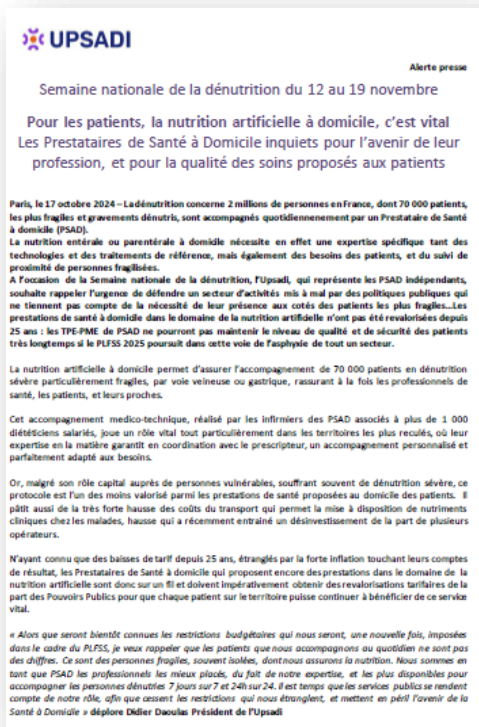 UPSADI
Alerte presse
Semaine nationale de la dénutrition du 12 au 19 novembre
Pour les patients, la nutrition artificielle à domicile, c'est vital
Les Prestataires de Santé à Domicile inquiets pour l'avenir de leur
profession, et pour la qualité des soins proposés aux patients
Paris, le 17 octobre 2024 – La dénutrition concerne 2 millions de personnes en France, dont 70 000 patients,
les plus fragiles et gravements dénutris, sont accompagnés quotidiennenement par un Prestataire de Santé
à domicile (PSAD).
La nutrition entérale ou parentérale à domicile nécessite en effet une expertise spécifique tant des
technologies et des traitements de référence, mais également des besoins des patients, et du suivi de
proximité de personnes fragilisées.
A l'occasion de la Semaine nationale de la dénutrition, l'Upsadi, qui représente les PSAD indépendants,
souhaite rappeler l'urgence de défendre un secteur d'activités mis à mal par des politiques publiques qui
ne tiennent pas compte de la nécessité de leur présence aux cotés des patients les plus fragiles...Les
prestations de santé à domicile dans le domaine de la nutrition artificielle n'ont pas été revalorisées depuis
25 ans : les TPE-PME de PSAD ne pourront pas maintenir le niveau de qualité et de sécurité des patients
très longtemps si le PLFSS 2025 poursuit dans cette voie de l'asphyxie de tout un secteur.
La nutrition artificielle à domicile permet d'assurer l'accompagnement de 70 000 patients en dénutrition
sévère particulièrement fragiles, par voie veineuse ou gastrique, rassurant à la fois les professionnels de
santé, les patients, et leurs proches.
Cet accompagnement medico-technique, réalisé par les infirmiers des PSAD associés à plus de 1 000
diététiciens salariés, joue un rôle vital tout particulièrement dans les territoires les plus reculés, où leur
expertise en la matière garantit en coordination avec le prescripteur, un accompagnement personnalisé et
parfaitement adapté aux besoins.
Or, malgré son rôle capital auprès de personnes vulnérables, souffrant souvent de dénutrition sévère, ce
protocole est l'un des moins valorisé parmi les prestations de santé proposées au domicile des patients. Il
pâtit aussi de la très forte hausse des coûts du transport qui permet la mise à disposition de nutriments
cliniques chez les malades, hausse qui a récemment entrainé un désinvestissement de la part de plusieurs
opérateurs.
N'ayant connu que des baisses de tarif depuis 25 ans, étranglés par la forte inflation touchant leurs comptes
de résultat, les Prestataires de Santé à domicile qui proposent encore des prestations dans le domaine de la
nutrition artificielle sont donc sur un fil et doivent impérativement obtenir des revalorisations tarifaires de la
part des Pouvoirs Publics pour que chaque patient sur le territoire puisse continuer à bénéficier de ce service
vital.
« Alors que seront bientôt connues les restrictions budgétaires qui nous seront, une nouvelle fois, imposées
dans le cadre du PLFSS, je veux rappeler que les patients que nous accompagnons au quotidien ne sont pas
des chiffres. Ce sont des personnes fragiles, souvent isolées, dont nous assurons la nutrition. Nous sommes en
tant que PSAD les professionnels les mieux placés, du fait de notre expertise, et les plus disponibles pour
accompagner les personnes dénutries 7 jours sur 7 et 24h sur 24. Il est temps que les services publics se rendent
compte de notre rôle, afin que cessent les restrictions qui nous étranglent, et mettent en péril l'avenir de la
Santé à Domicile » déplore Didier Daoulas Président de l'Upsadi